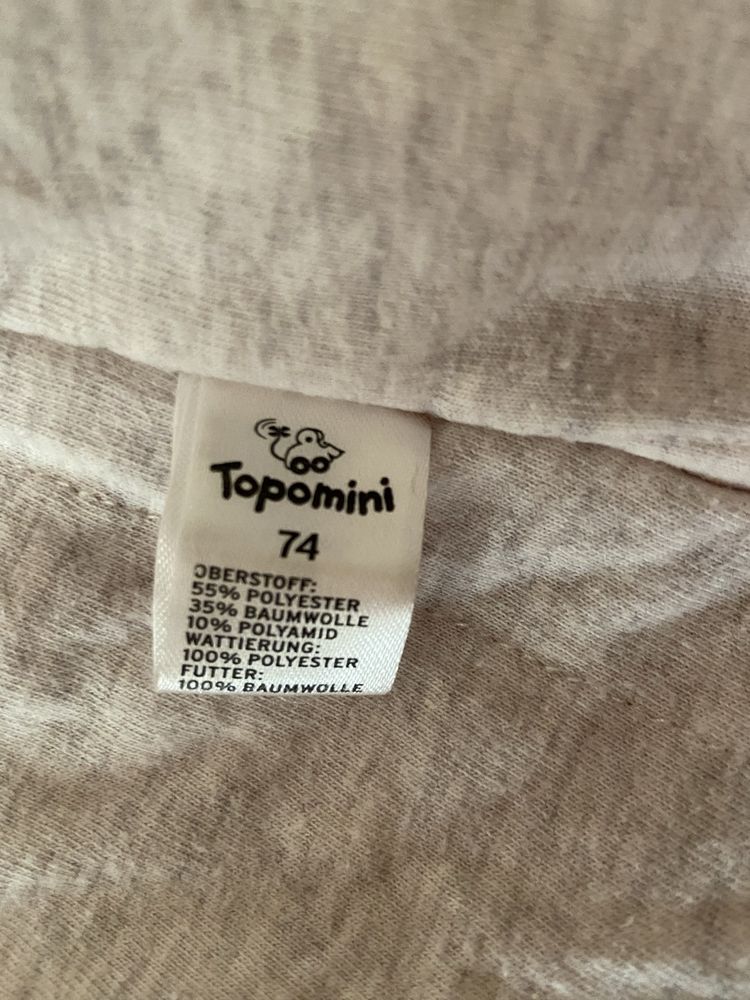 Topomini
74
OBERSTOFF:
55% POLYESTER
35% BAUMWOLLE
10% POLYAMID
WATTIERUNG:
100% POLYESTER
FUTTER:
100% BAUMWOLLE